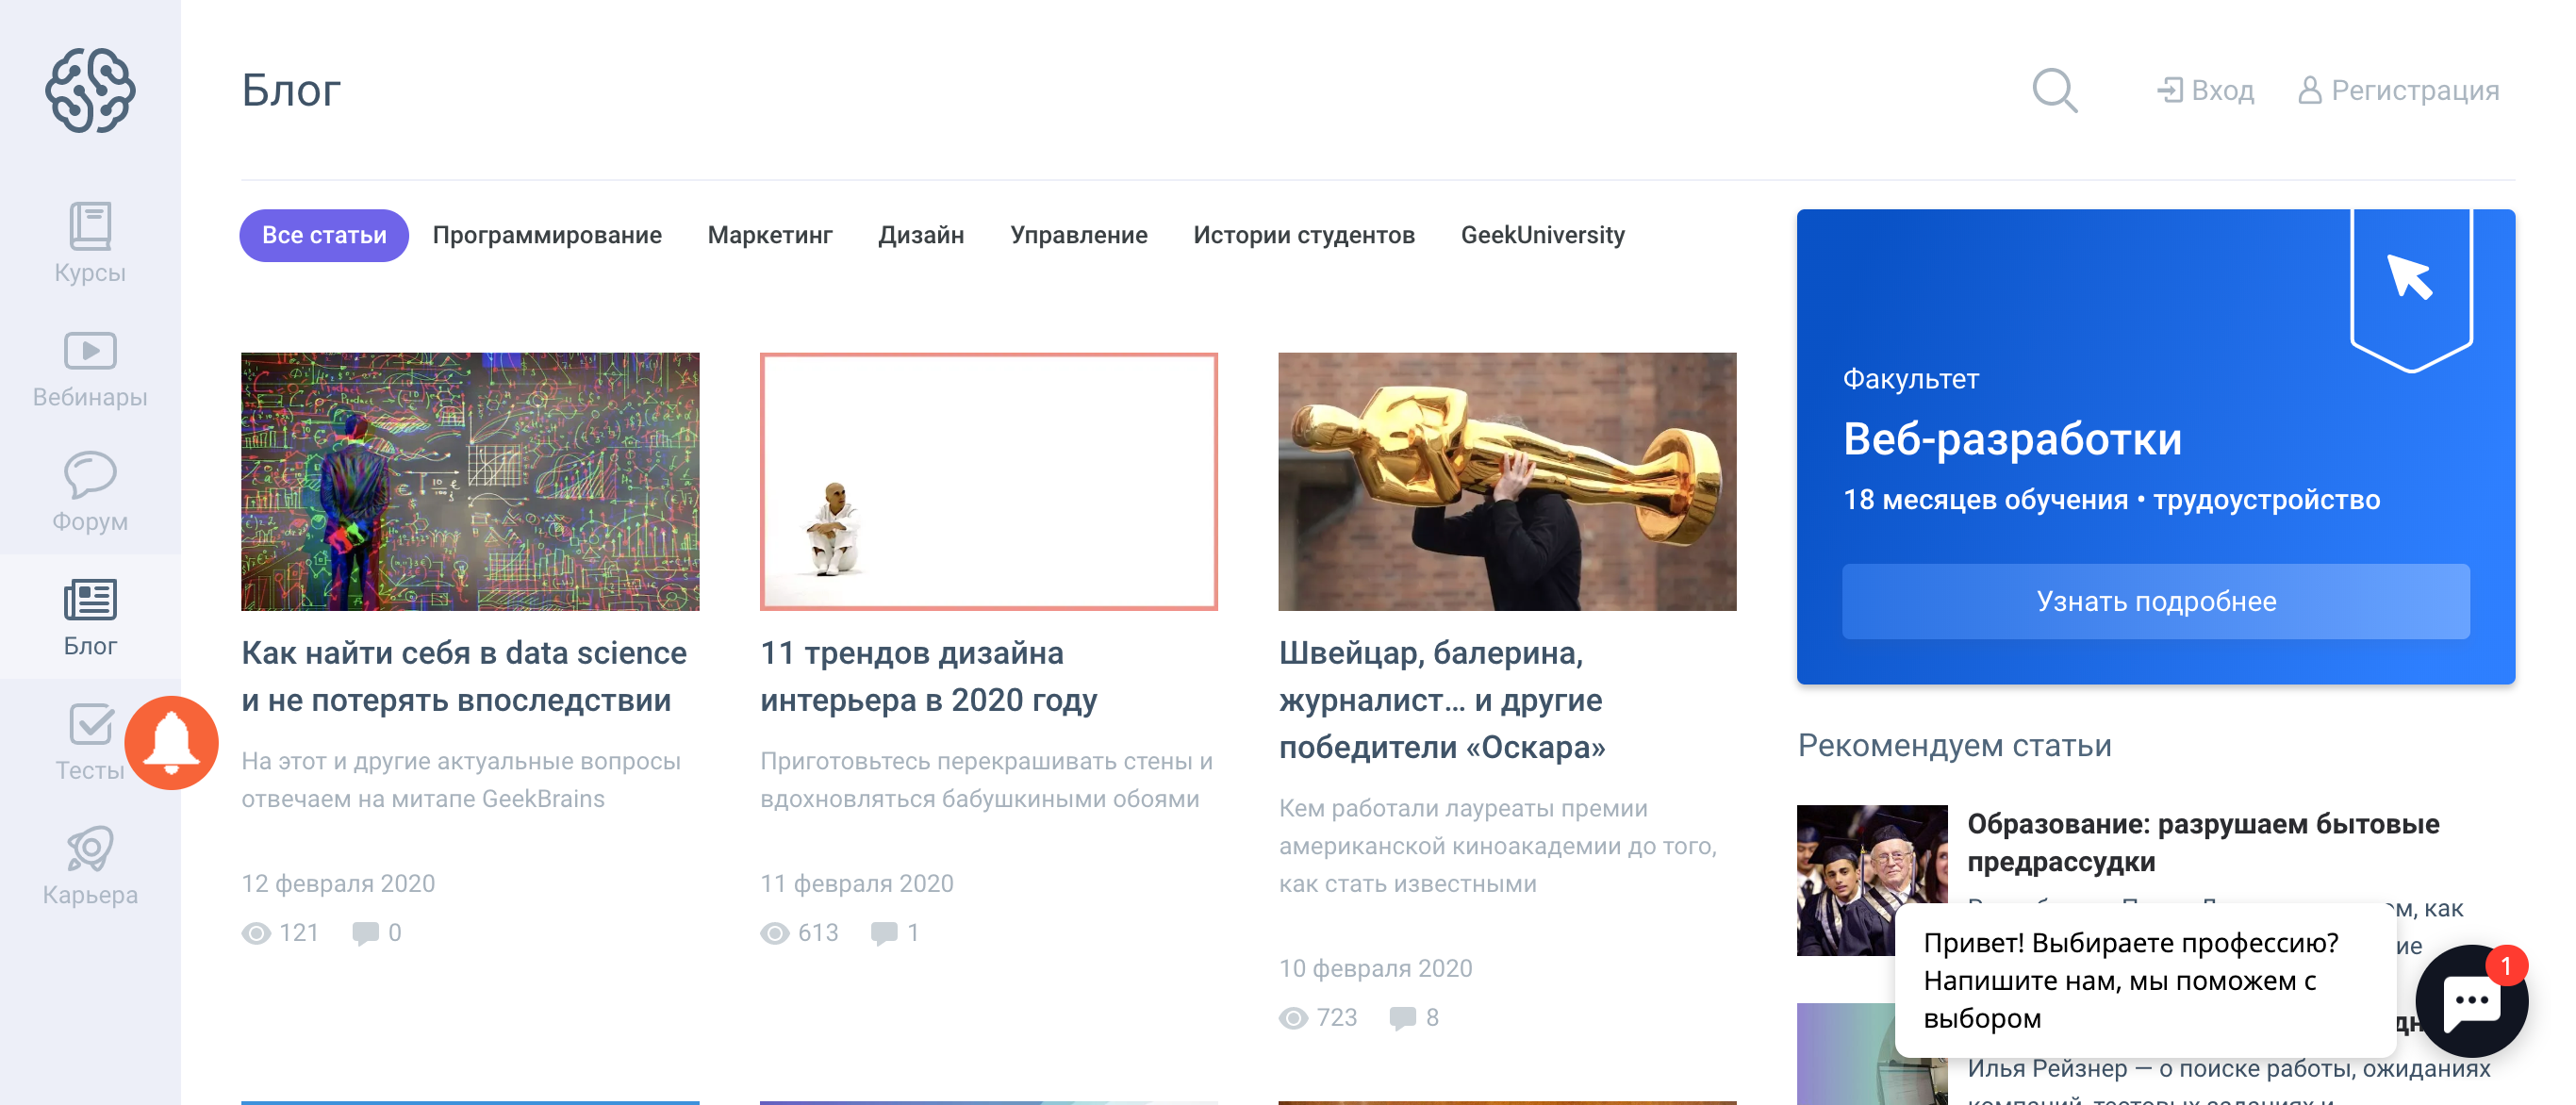 Блог
Вход
Регистрация
Курсы
Вебинары
Форум
Блог
Тесты
Карьера
Все статьи
Программирование
Маркетинг
Дизайн
Управление
Истории студентов
GeekUniversity
Как найти себя в data science
и не потерять впоследствии
На этот и другие актуальные вопросы
отвечаем на митапе GeekBrains
12 февраля 2020
121
0
11 трендов дизайна
интерьера в 2020 году
Приготовьтесь перекрашивать стены и
вдохновляться бабушкиными обоями
11 февраля 2020
613
1
Швейцар, балерина,
журналист... и другие
победители «Оскара»
Кем работали лауреаты премии
американской киноакадемии до того,
как стать известными
10 февраля 2020
723
8
Факультет
Веб-разработки
18 месяцев обучения • трудоустройство
Узнать подробнее
Рекомендуем статьи
Образование: разрушаем бытовые
предрассудки
как
Привет! Выбираете профессию?
Напишите нам, мы поможем с
выбором
1
Илья Рейзнер — о поиске работы, ожиданиях